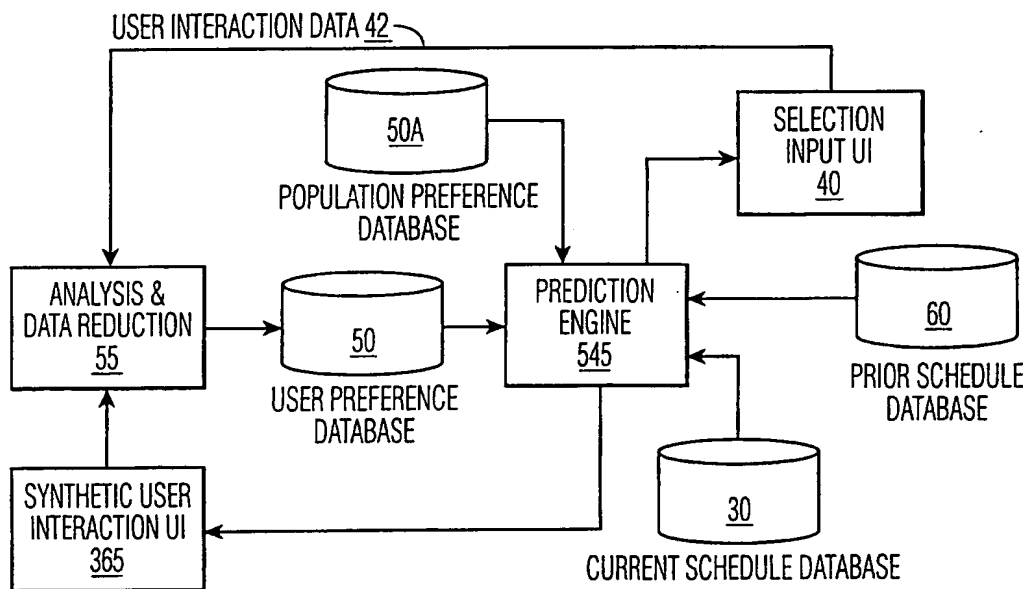 USER INTERACTION DATA 42
50A
POPULATION PREFERENCE
DATABASE
SELECTION
INPUT UI
40
ANALYSIS &
DATA REDUCTION
55
50
USER PREFERENCE
DATABASE
PREDICTION
ENGINE
545
60
PRIOR SCHEDULE
DATABASE
SYNTHETIC USER
INTERACTION UI
365
30
CURRENT SCHEDULE DATABASE